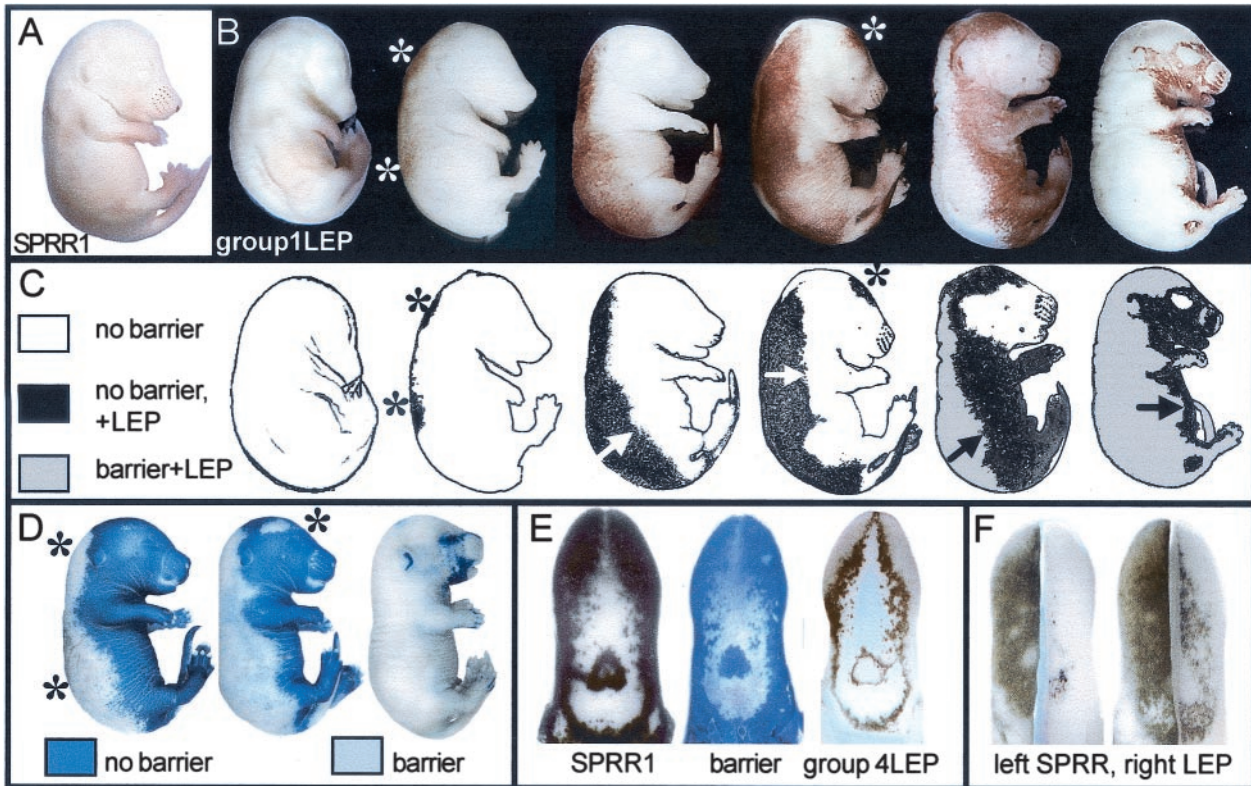 A
SPRR1
B
group1LEP
C
no barrier
no barrier,
+LEP
barrier+LEP
D
no barrier
barrier
E
SPRR1
barrier
group 4LEP
F
left SPRR, right LEP